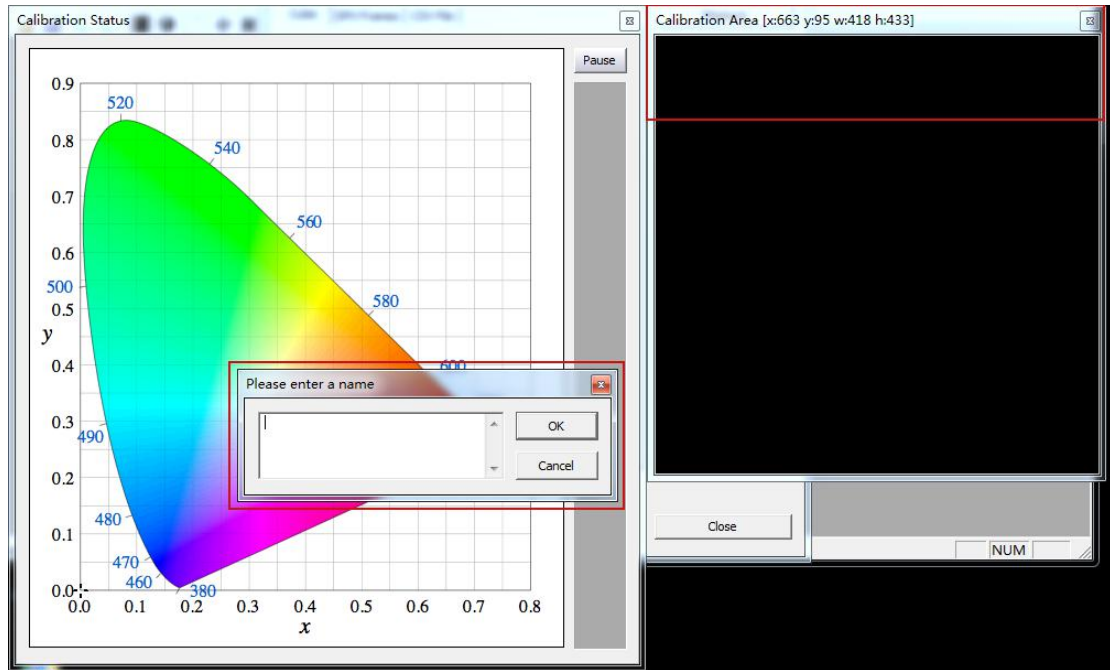 Calibration Status
Pause
0.9
520
0.8
540
0.7
560
0.6
500
580
0.5
y
0.4
600
Please enter a name
OK
0.3
490
Cancel
0.2
480
0.1
470
460
380
0.0
0.0 0.1 0.2 0.3 0.4 0.5 0.6 0.7 0.8
x
Calibration Area [x:663 y:95 w:418 h:433]
Close
NUM